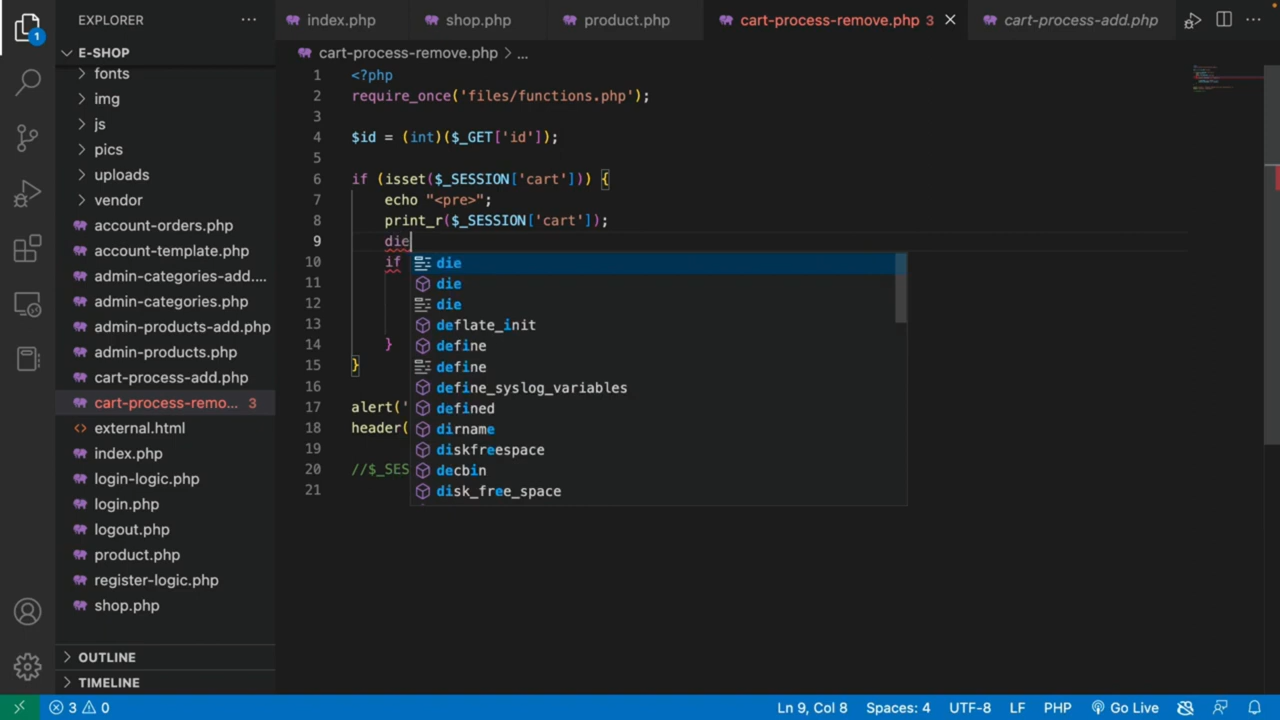 EXPLORER
index.php
shop.php
product.php
cart-process-remove.php 3
cart-process-add.php
E-SHOP
cart-process-remove.php > ...
fonts
img
js
pics
uploads
vendor
account-orders.php
account-template.php
admin-categories-add....
admin-categories.php
admin-products-add.php
admin-products.php
cart-process-add.php
cart-process-remo... 3
external.html
index.php
login-logic.php
login.php
logout.php
product.php
register-logic.php
shop.php
OUTLINE
TIMELINE
1 <?php
2 require_once('files/functions.php');
3
4 $id = (int)($_GET['id']);
5
6 if (isset($_SESSION['cart'])) {
7 echo "<pre>";
8 print_r($_SESSION['cart']);
9 die
10 if
11
12
13
14 }
15 }
16
17 alert('
18 header(
19
20 //$_SES
21
die
die
die
deflate_init
define
define
define_syslog_variables
defined
dirname
diskfreespace
decbin
disk_free_space
1
3 0
Ln 9, Col 8
Spaces: 4
UTF-8
LF
PHP
Go Live